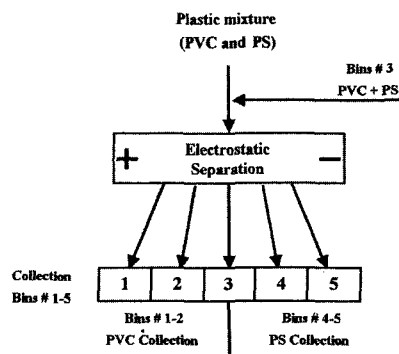 Plastic mixture
(PVC and PS)
Bins # 3
PVC + PS
+ Electrostatic −
Separation
Collection
Bins # 1-5
1 2 3 4 5
Bins # 1-2
PVC Collection
Bins # 4-5
PS Collection